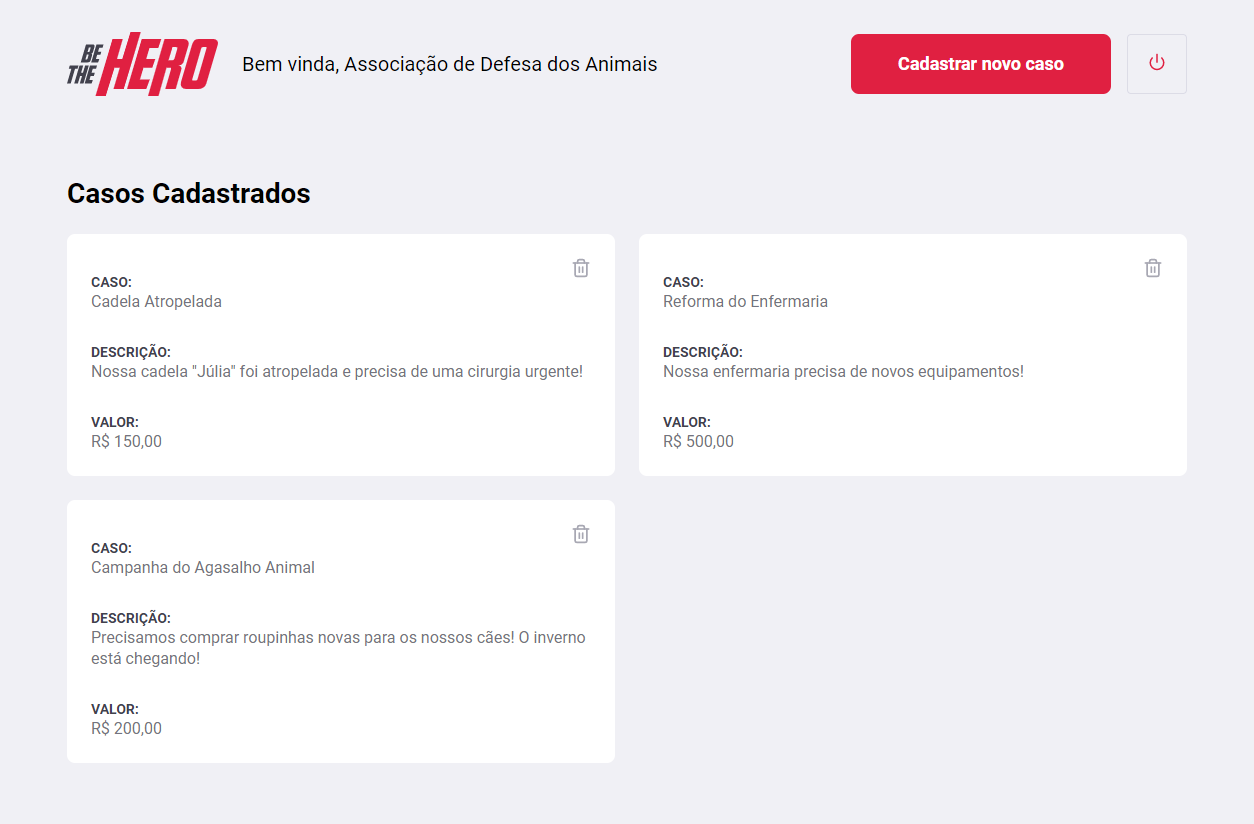 BE
THE HERO
Bem vinda, Associação de Defesa dos Animais
Cadastrar novo caso
Casos Cadastrados
CASO:
Cadela Atropelada
DESCRIÇÃO:
Nossa cadela "Júlia" foi atropelada e precisa de uma cirurgia urgente!
VALOR:
R$ 150,00
CASO:
Reforma do Enfermaria
DESCRIÇÃO:
Nossa enfermaria precisa de novos equipamentos!
VALOR:
R$ 500,00
CASO:
Campanha do Agasalho Animal
DESCRIÇÃO:
Precisamos comprar roupinhas novas para os nossos cães! O inverno
está chegando!
VALOR:
R$ 200,00